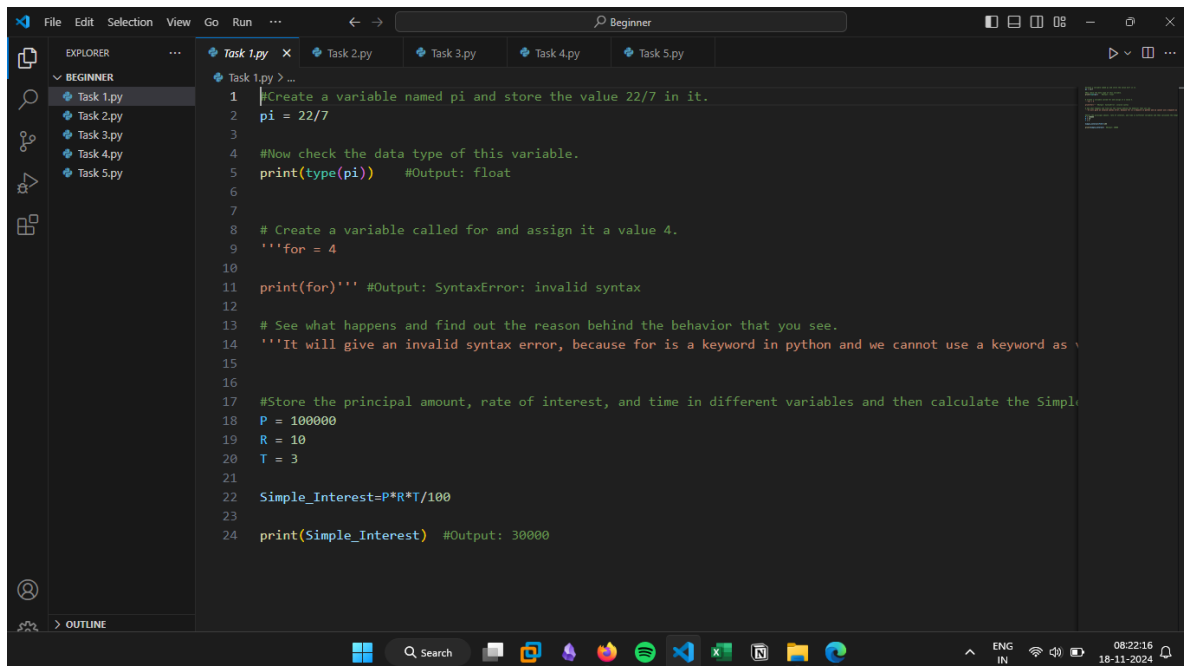 File Edit Selection View Go Run ··· Beginner
EXPLORER ··· Task 1.py Task 2.py Task 3.py Task 4.py Task 5.py
BEGINNER
Task 1.py > ...
Task 1.py
Task 2.py
Task 3.py
Task 4.py
Task 5.py
1 #Create a variable named pi and store the value 22/7 in it.
2 pi = 22/7
3
4 #Now check the data type of this variable.
5 print(type(pi)) #Output: float
6
7
8 # Create a variable called for and assign it a value 4.
9 '''for = 4
10
11 print(for)''' #Output: SyntaxError: invalid syntax
12
13 # See what happens and find out the reason behind the behavior that you see.
14 '''It will give an invalid syntax error, because for is a keyword in python and we cannot use a keyword as
15
16
17 #Store the principal amount, rate of interest, and time in different variables and then calculate the Simple
18 P = 100000
19 R = 10
20 T = 3
21
22 Simple_Interest=P*R*T/100
23
24 print(Simple_Interest) #Output: 30000
OUTLINE
Search
ENG
IN
08:22:16
18-11-2024